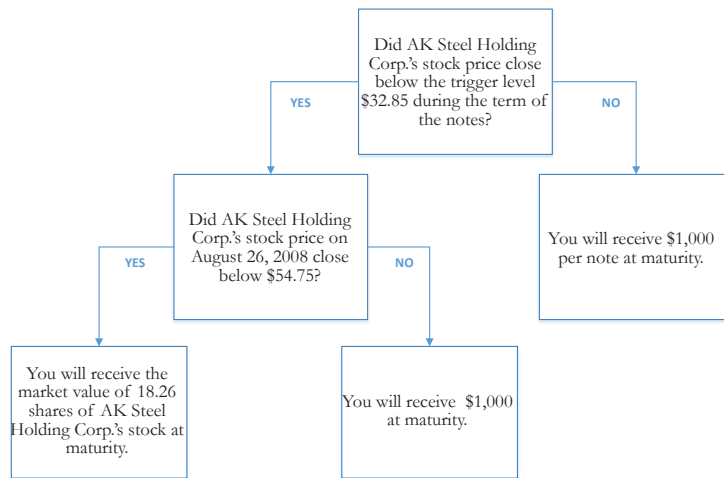 Did AK Steel Holding
Corp.'s stock price close
below the trigger level
$32.85 during the term of
the notes?
YES
NO
Did AK Steel Holding
Corp.'s stock price on
August 26, 2008 close
below $54.75?
You will receive $1,000
per note at maturity.
YES
NO
You will receive the
market value of 18.26
shares of AK Steel
Holding Corp.'s stock at
maturity.
You will receive $1,000
at maturity.